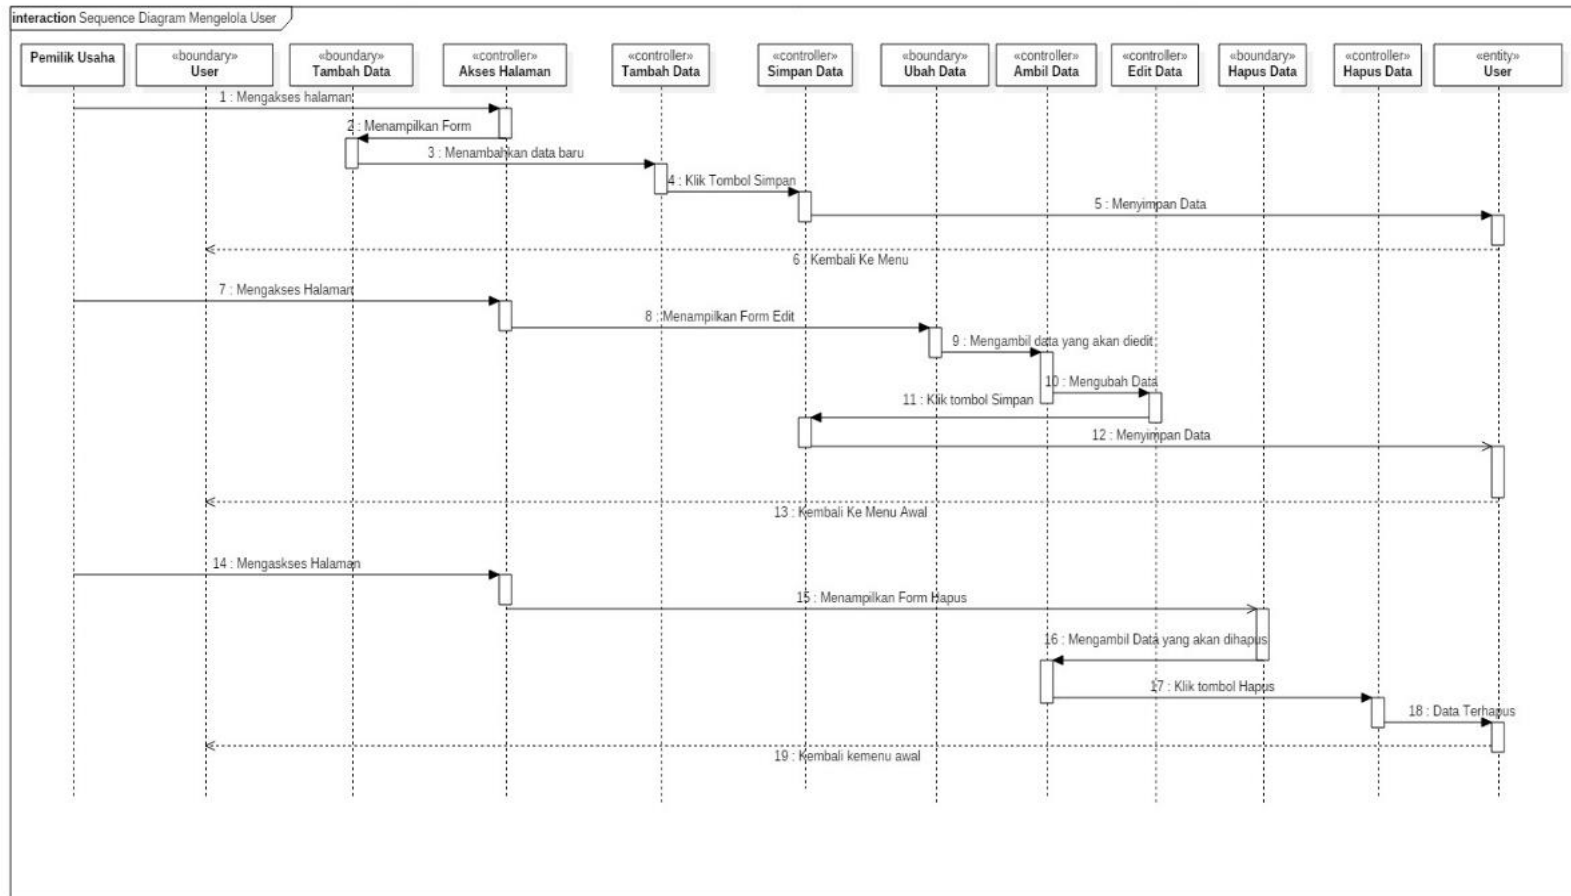 interaction Sequence Diagram Mengelola User
Pemilik Usaha
«boundary»
User
«boundary»
Tambah Data
«controller»
Akses Halaman
«controller»
Tambah Data
«controller»
Simpan Data
«boundary»
Ubah Data
«controller»
Ambil Data
«controller»
Edit Data
«boundary»
Hapus Data
«controller»
Hapus Data
«entity»
User
1 : Mengakses halaman
2 : Menampilkan Form
3 : Menambahkan data baru
4 : Klik Tombol Simpan
5 : Menyimpan Data
6 : Kembali Ke Menu
7 : Mengakses Halaman
8 : Menampilkan Form Edit
9 : Mengambil data yang akan diedit
10 : Mengubah Data
11 : Klik tombol Simpan
12 : Menyimpan Data
13 : Kembali Ke Menu Awal
14 : Mengaskses Halaman
15 : Menampilkan Form Hapus
16 : Mengambil Data yang akan dihapus
17 : Klik tombol Hapus
18 : Data Terhapus
19 : Kembali kemenu awal